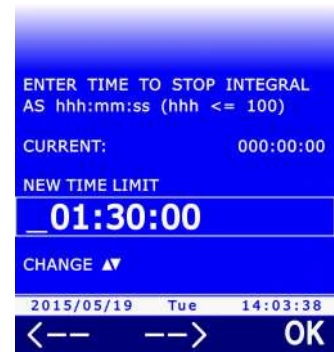 ENTER TIME TO STOP INTEGRAL
AS hhh:mm:ss (hhh <= 100)
CURRENT: 000:00:00
NEW TIME LIMIT
_01:30:00
CHANGE ▲▼
2015/05/19 Tue 14:03:38
<-- --> OK